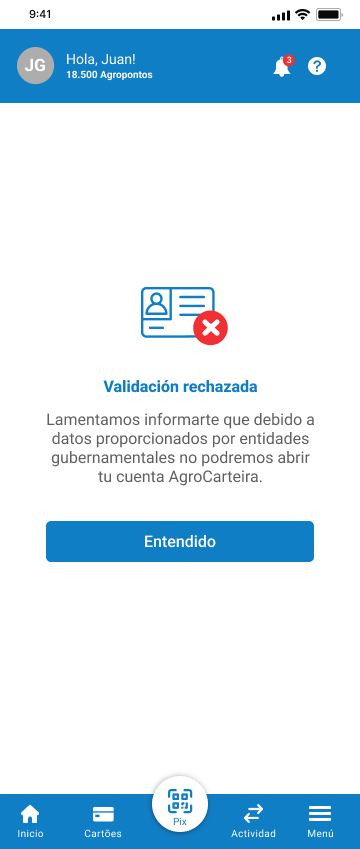 9:41
JG
Hola, Juan!
18.500 Agropontos
3
?
Validación rechazada
Lamentamos informarte que debido a
datos proporcionados por entidades
gubernamentales no podremos abrir
tu cuenta AgroCarteira.
Entendido
Inicio
Cartões
Pix
Actividad
Menú